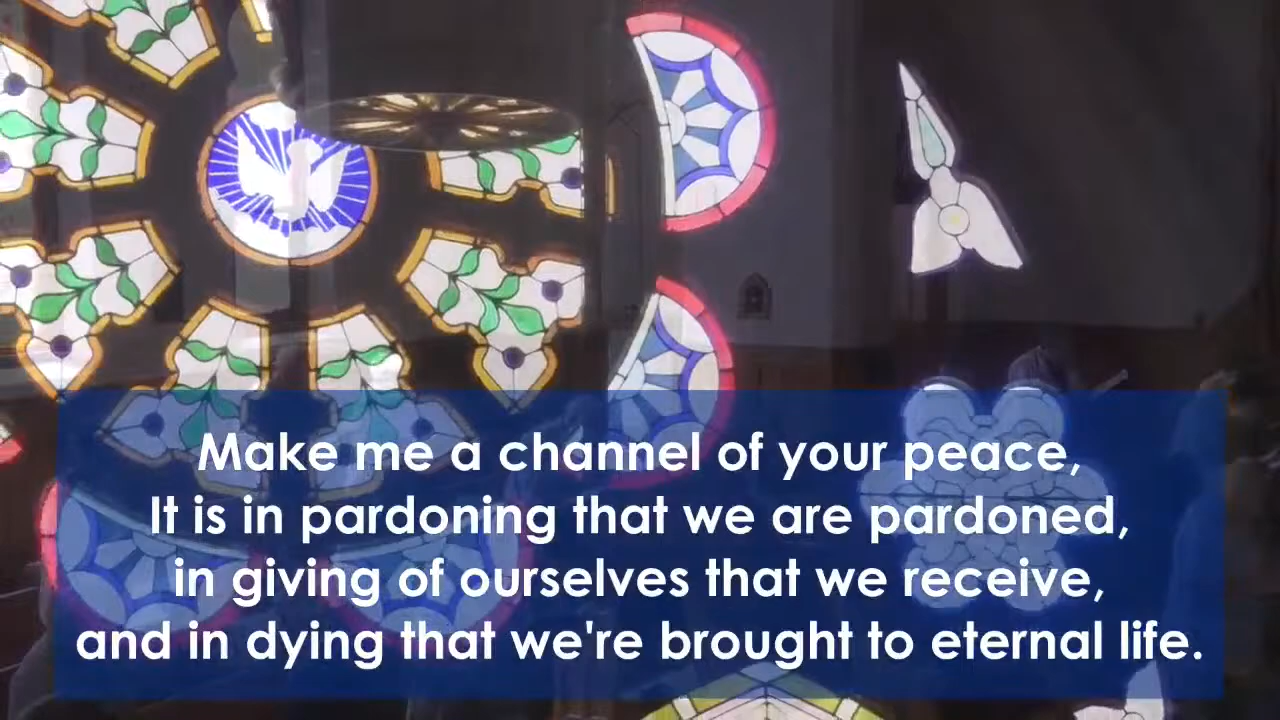 Make me a channel of your peace,
It is in pardoning that we are pardoned,
in giving of ourselves that we receive,
and in dying that we're brought to eternal life.